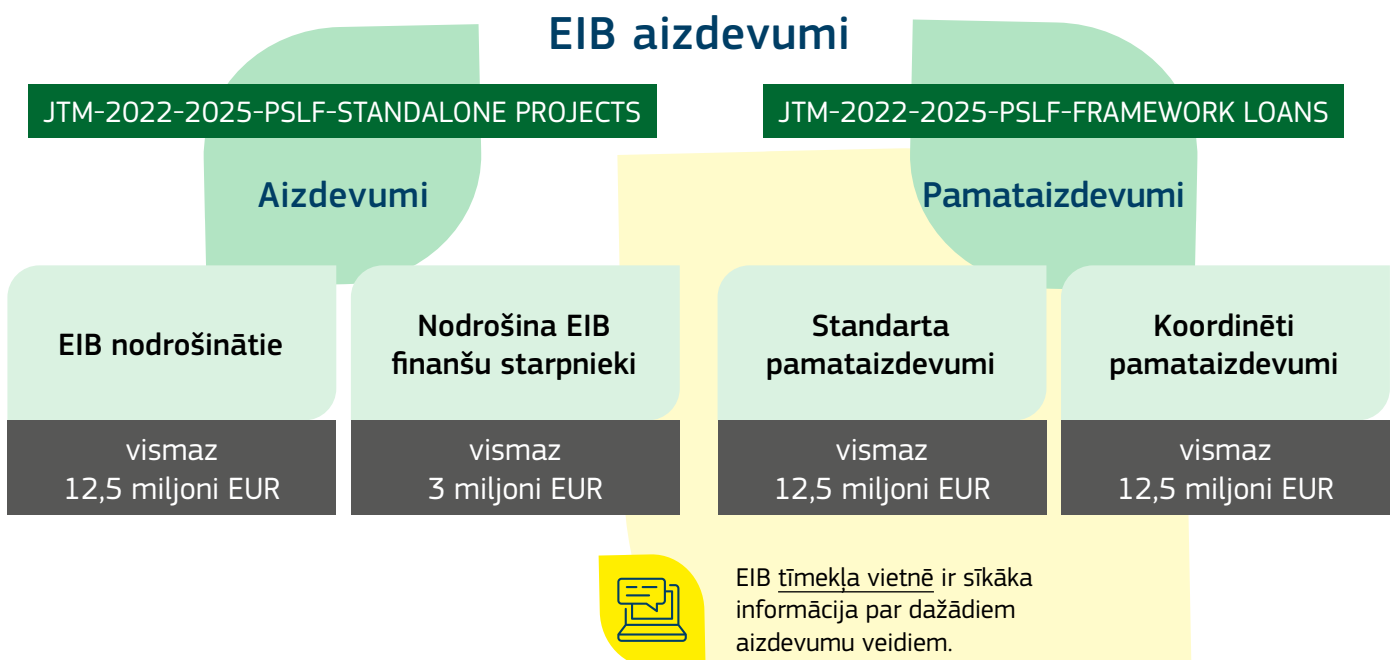 EIB aizdevumi
JTM-2022-2025-PSLF-STANDALONE PROJECTS
Aizdevumi
EIB nodrošinātie
vismaz
12,5 miljoni EUR
Nodrošina EIB
finanšu starpnieki
vismaz
3 miljoni EUR
JTM-2022-2025-PSLF-FRAMEWORK LOANS
Pamataizdevumi
Standarta
pamataizdevumi
vismaz
12,5 miljoni EUR
Koordinēti
pamataizdevumi
vismaz
12,5 miljoni EUR
EIB tīmekļa vietnē ir sīkāka
informācija par dažādiem
aizdevumu veidiem.